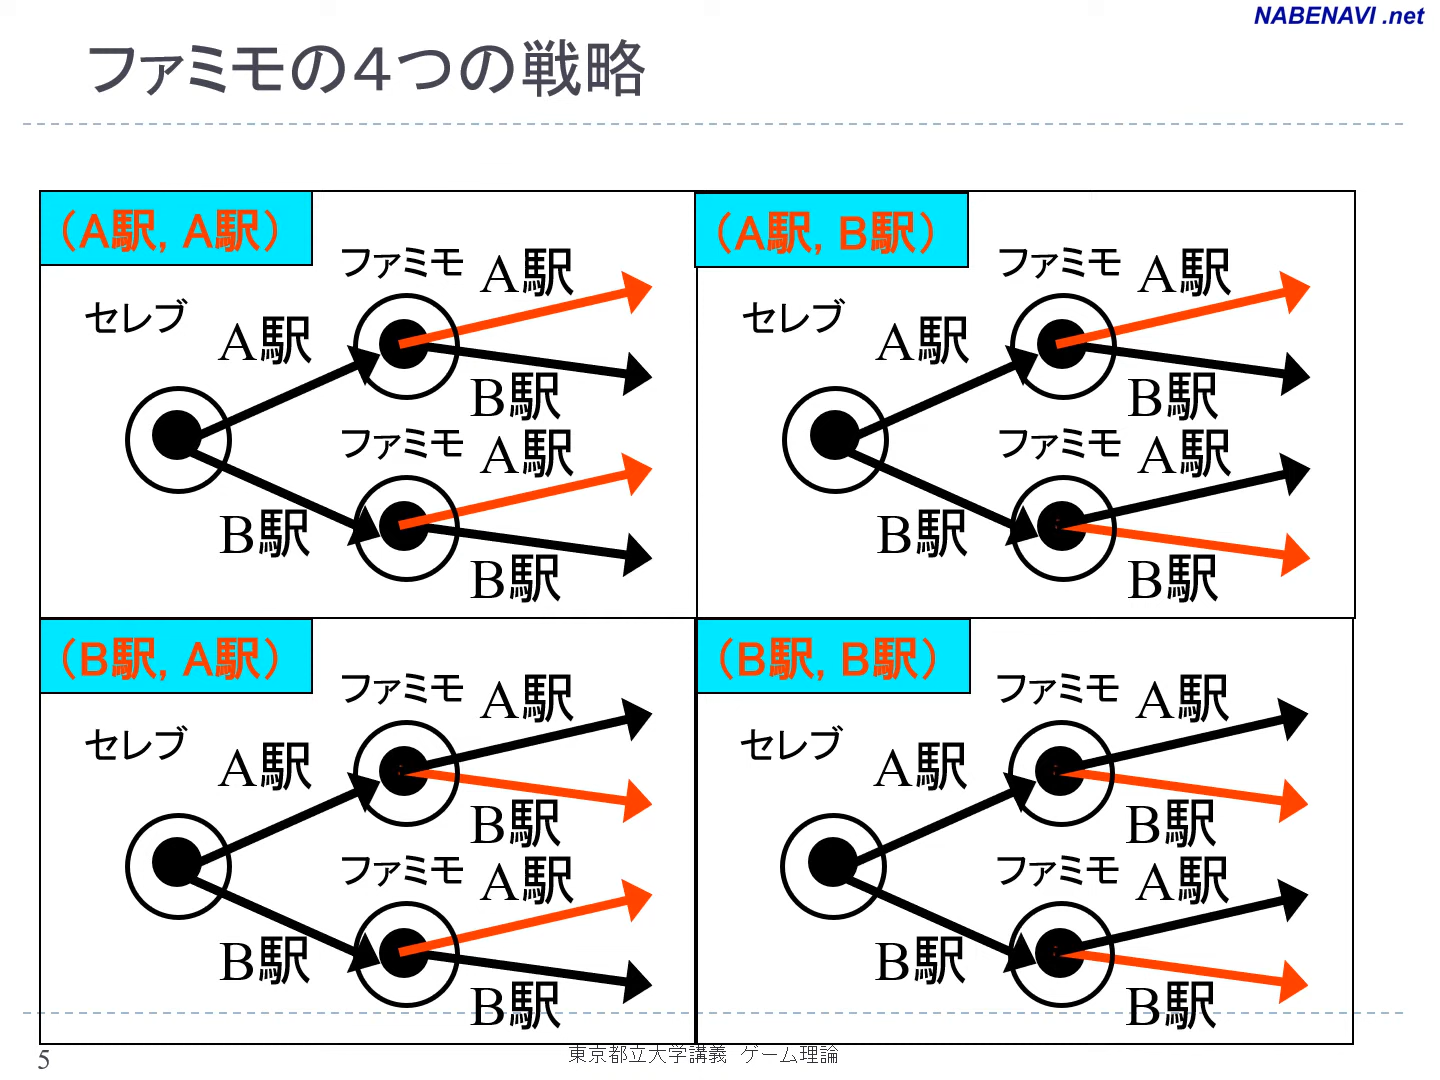 NABENAVI .net
ファミモの４つの戦略
（A駅, A駅）
ファミモ
A駅
セレブ
A駅
B駅
ファミモ
A駅
B駅
B駅
（A駅, B駅）
ファミモ
A駅
セレブ
A駅
B駅
ファミモ
A駅
B駅
B駅
（B駅, A駅）
ファミモ
A駅
セレブ
A駅
B駅
ファミモ
A駅
B駅
B駅
（B駅, B駅）
ファミモ
A駅
セレブ
A駅
B駅
ファミモ
A駅
B駅
B駅
5
東京都立大学講義　ゲーム理論